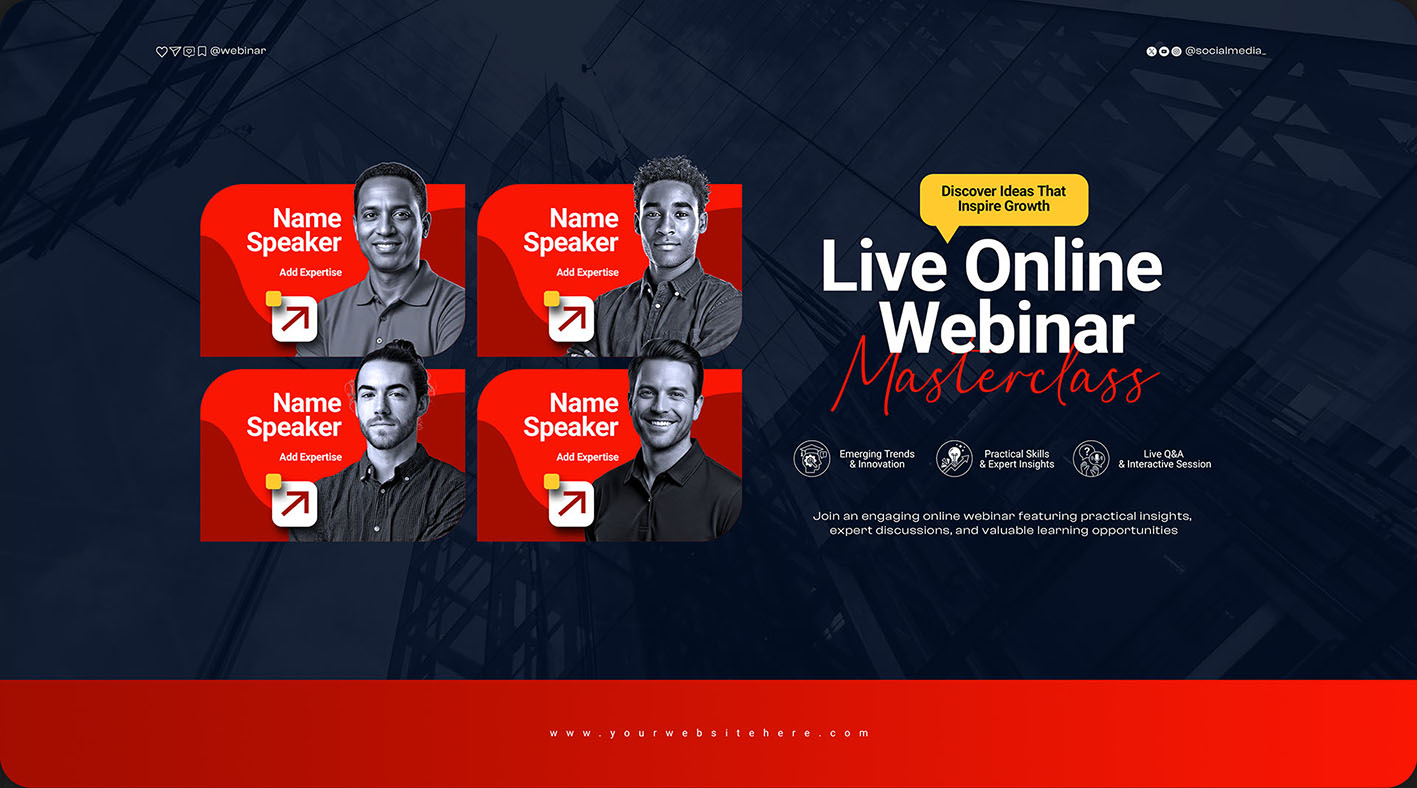 @webinar
@socialmedia_
Name
Speaker
Add Expertise
Name
Speaker
Add Expertise
Name
Speaker
Add Expertise
Name
Speaker
Add Expertise
Discover Ideas That
Inspire Growth
Live Online
Webinar
Masterclass
Emerging Trends
& Innovation
Practical Skills
& Expert Insights
Live Q&A
& Interactive Session
Join an engaging online webinar featuring practical insights,
expert discussions, and valuable learning opportunities
www.yourwebsitehere.com